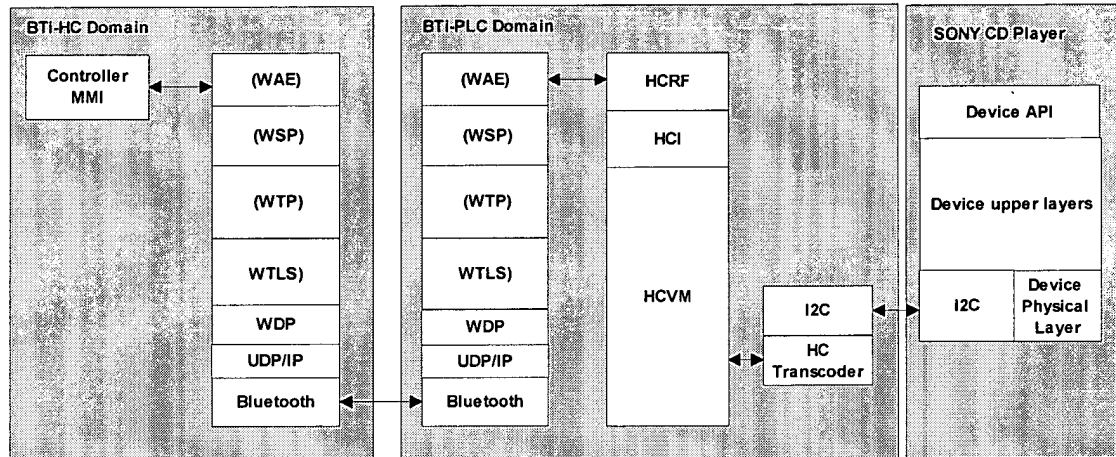 BTI-HC Domain
Controller
MMI
(WAE)
(WSP)
(WTP)
WTLS)
WDP
UDP/IP
Bluetooth
BTI-PLC Domain
(WAE)
(WSP)
(WTP)
WTLS)
WDP
UDP/IP
Bluetooth
HCRF
HCI
HCVM
I2C
HC
Transcoder
SONY CD Player
Device API
Device upper layers
I2C
Device
Physical
Layer